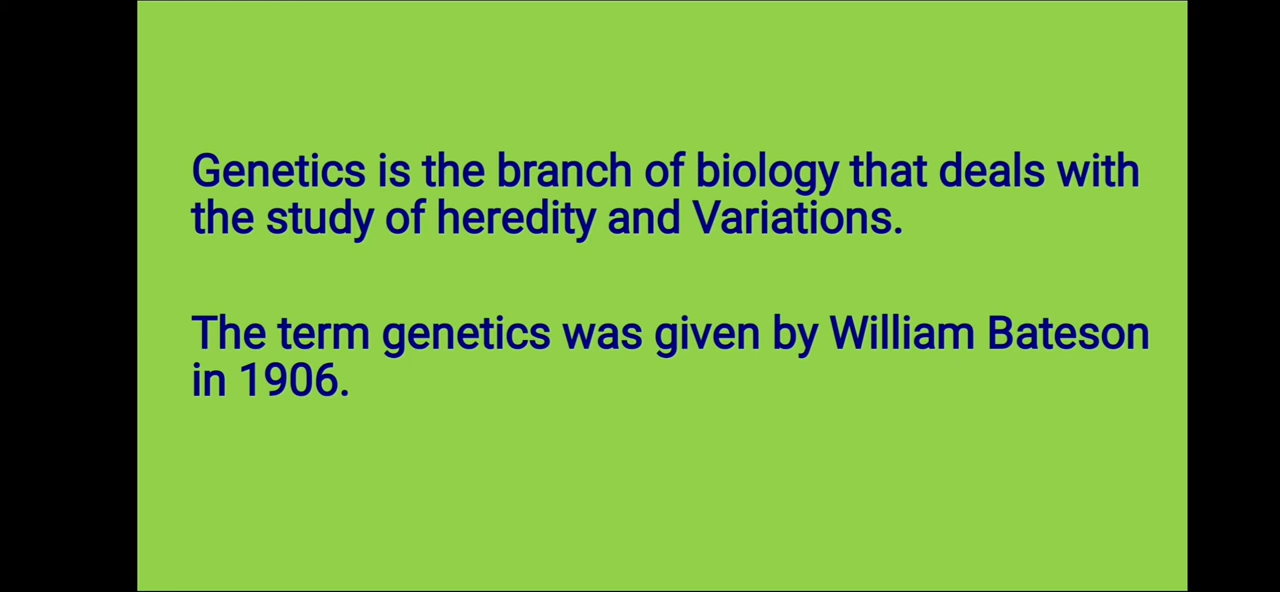 Genetics is the branch of biology that deals with
the study of heredity and Variations.
The term genetics was given by William Bateson
in 1906.